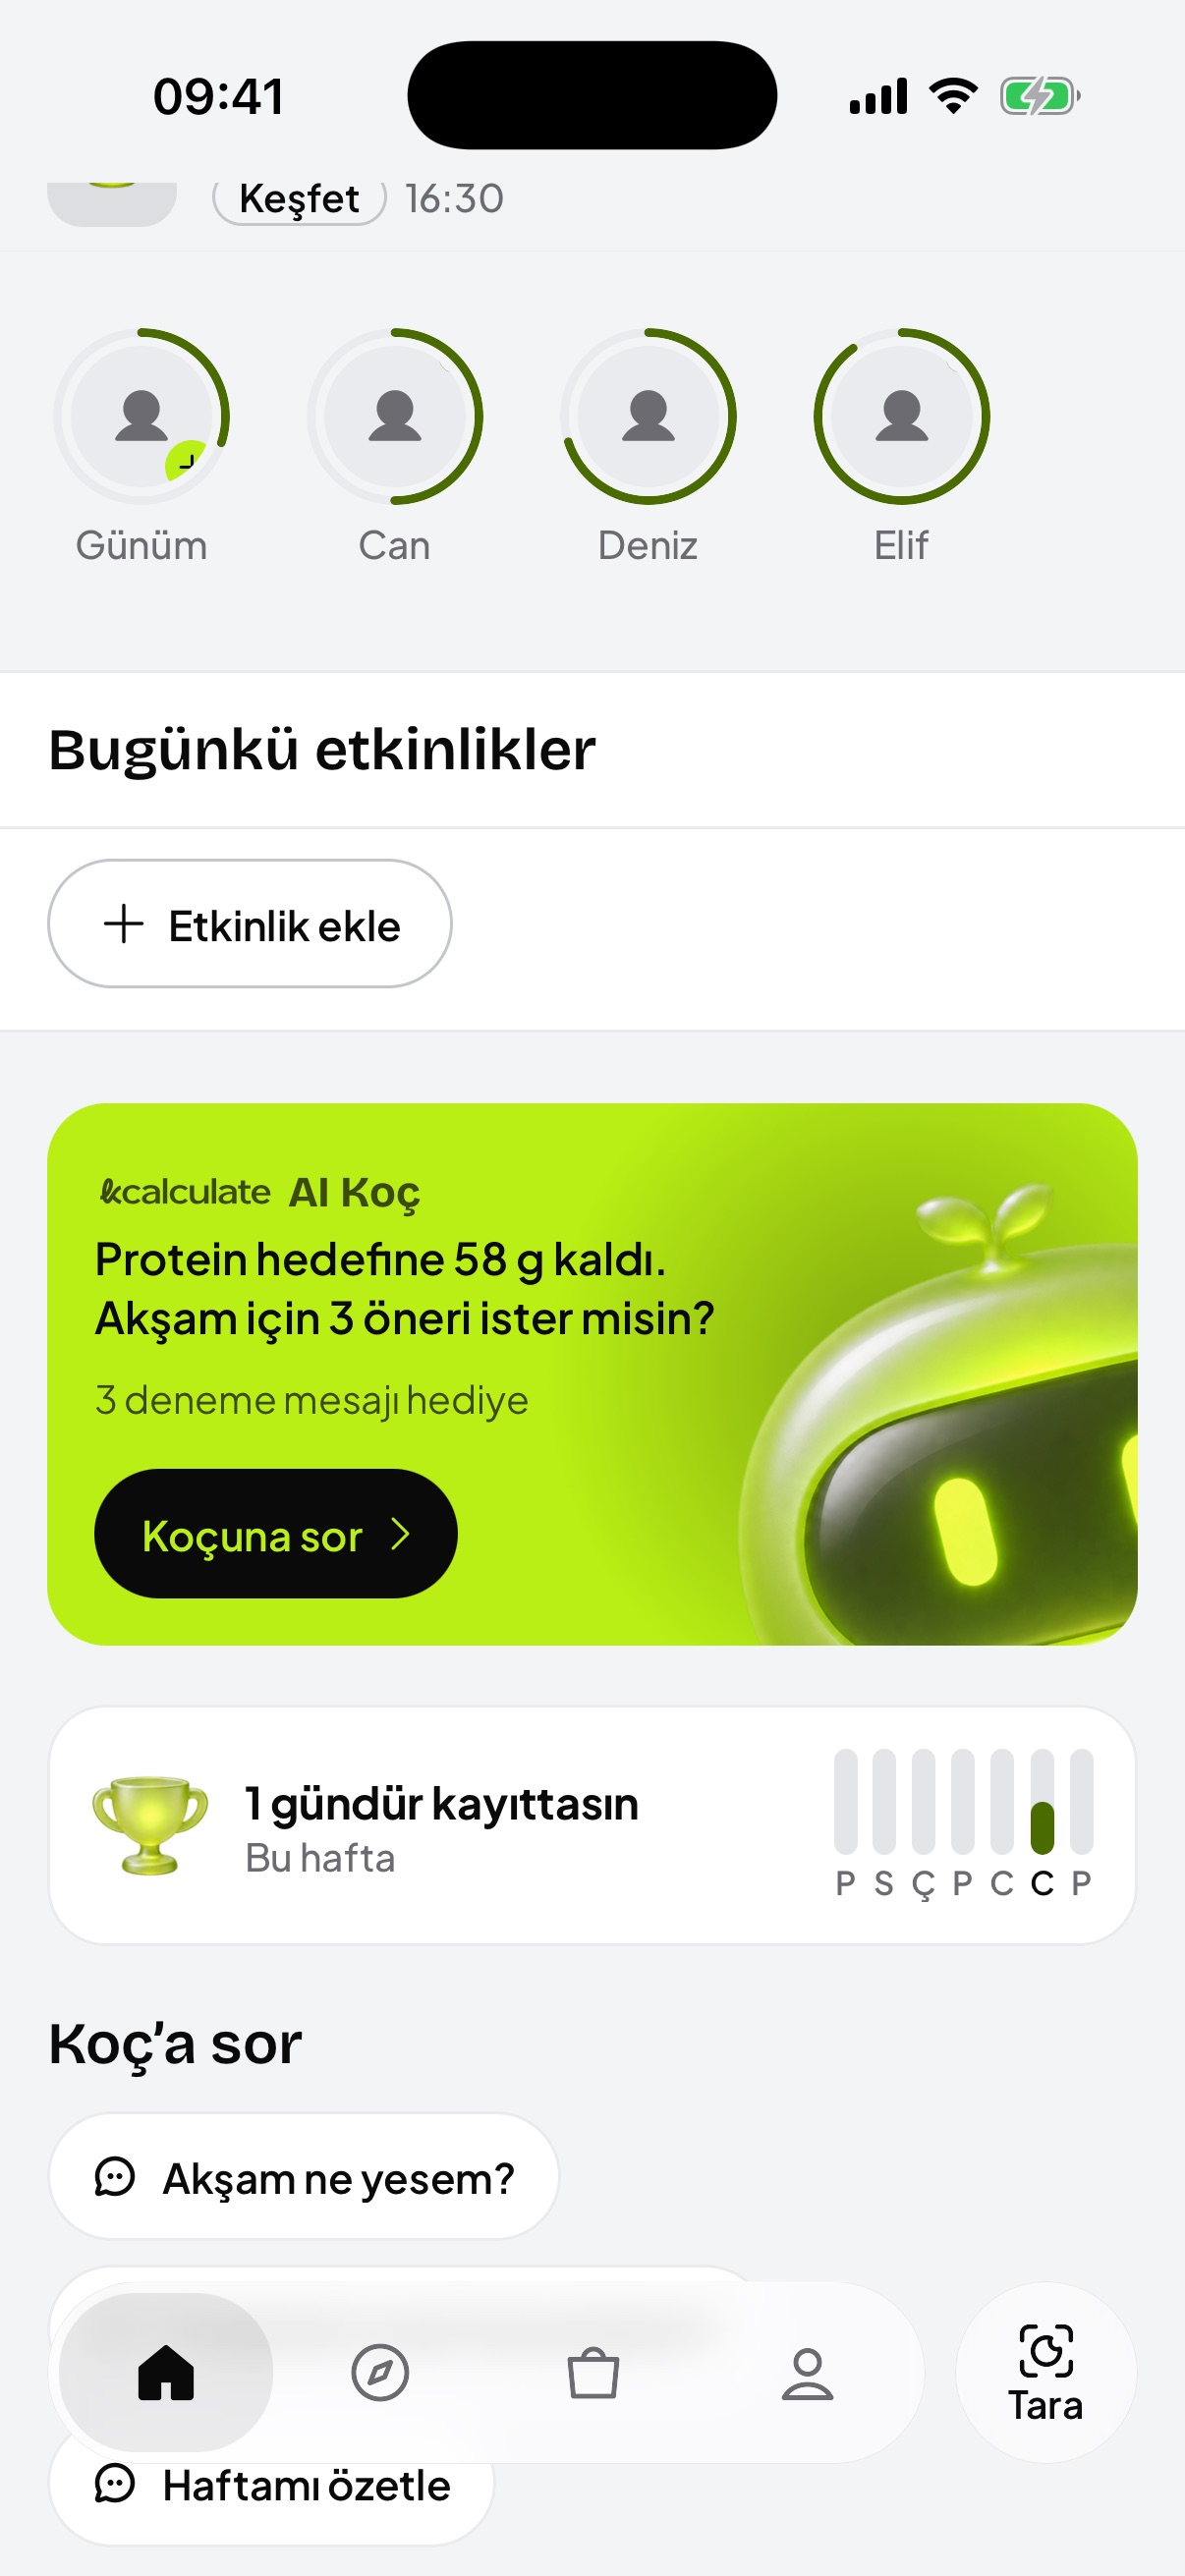 09:41
Keşfet 16:30
Günüm Can Deniz Elif
Bugünkü etkinlikler
Etkinlik ekle
kcalculate AI Koç
Protein hedefine 58 g kaldı.
Akşam için 3 öneri ister misin?
3 deneme mesajı hediye
Koçuna sor
1 gündür kayıttasın
Bu hafta
P S Ç P C C P
Koç’a sor
Akşam ne yesem?
Tara
Haftamı özetle